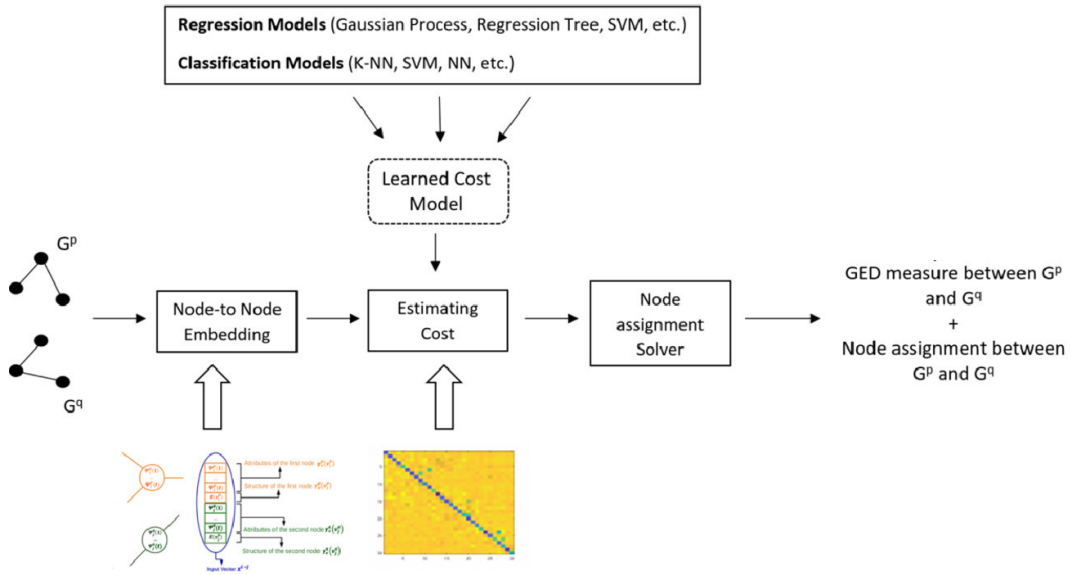 Regression Models (Gaussian Process, Regression Tree, SVM, etc.)
Classification Models (K-NN, SVM, NN, etc.)
Learned Cost
Model
Gᵖ
Gq
Node-to Node
Embedding
Estimating
Cost
Node
assignment
Solver
GED measure between Gᵖ
and Gq
+
Node assignment between
Gᵖ and Gq
Attributes of the first node
Structure of the first node
Attributes of the second node
Structure of the second node
Input Vector